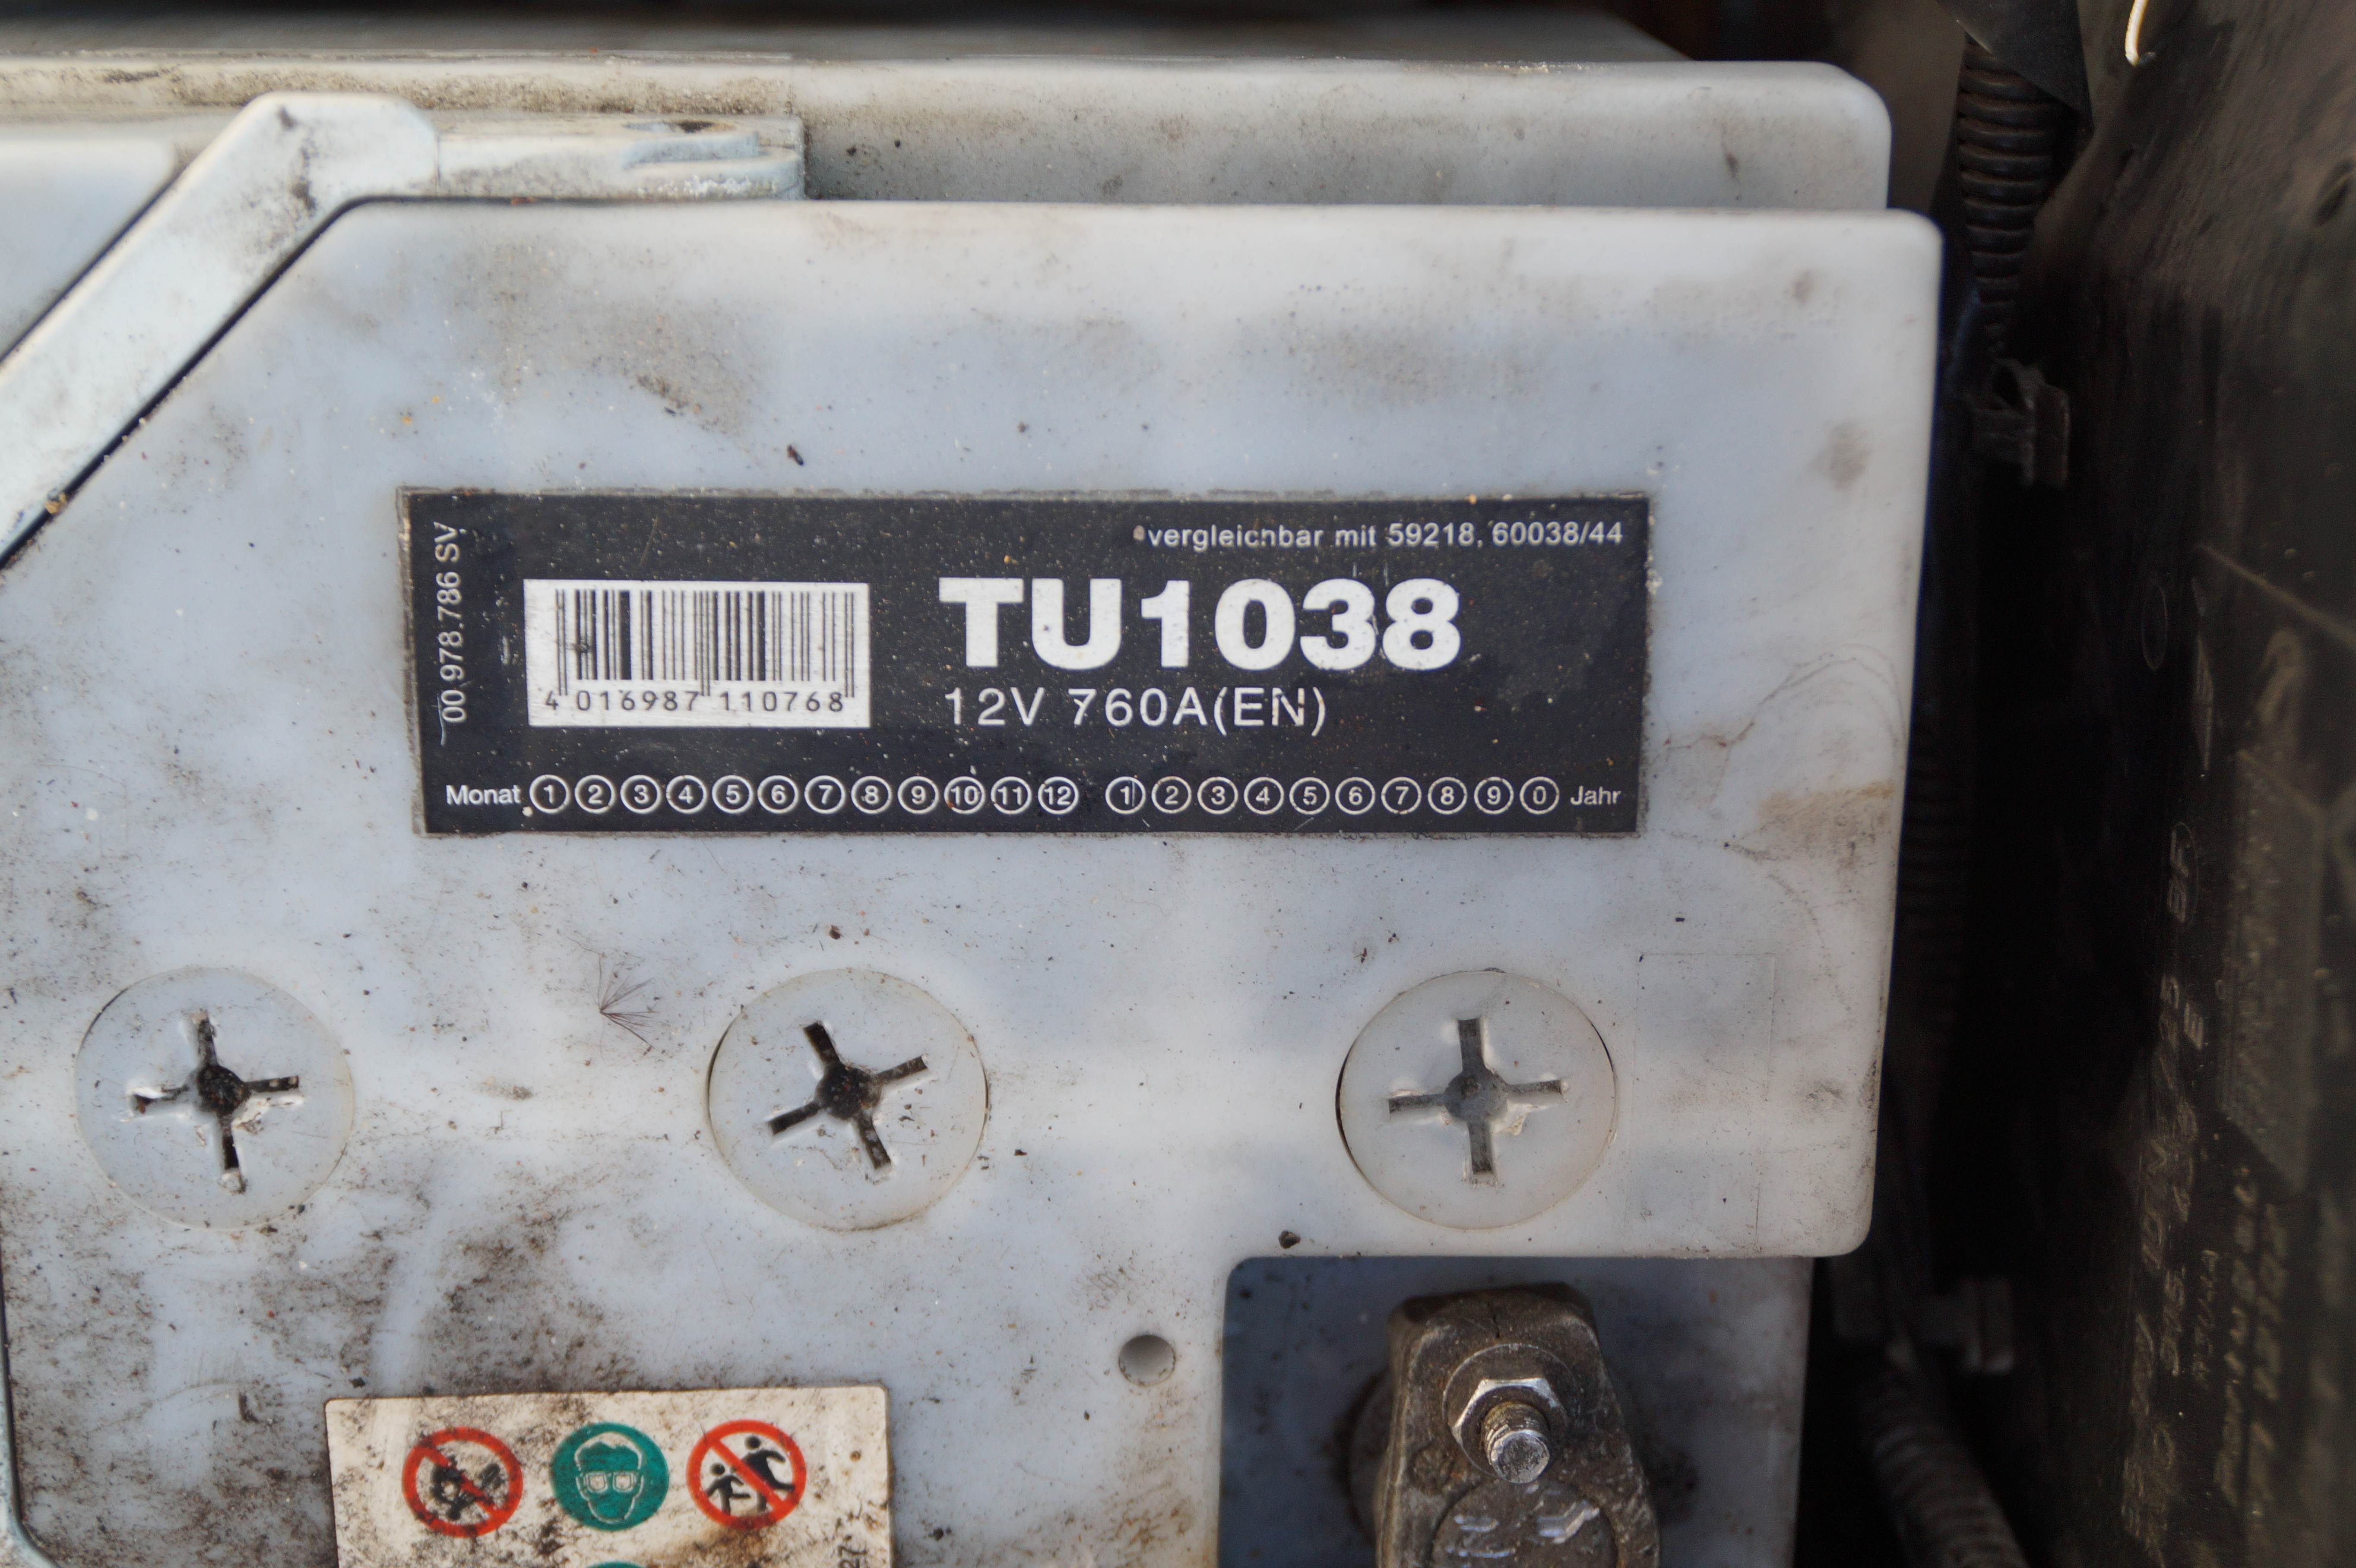 vergleichbar mit 59218, 60038/44
00.978.786 SV
TU1038
4 016987 110768
12V 760A(EN)
Monat 1 2 3 4 5 6 7 8 9 10 11 12 1 2 3 4 5 6 7 8 9 0 Jahr